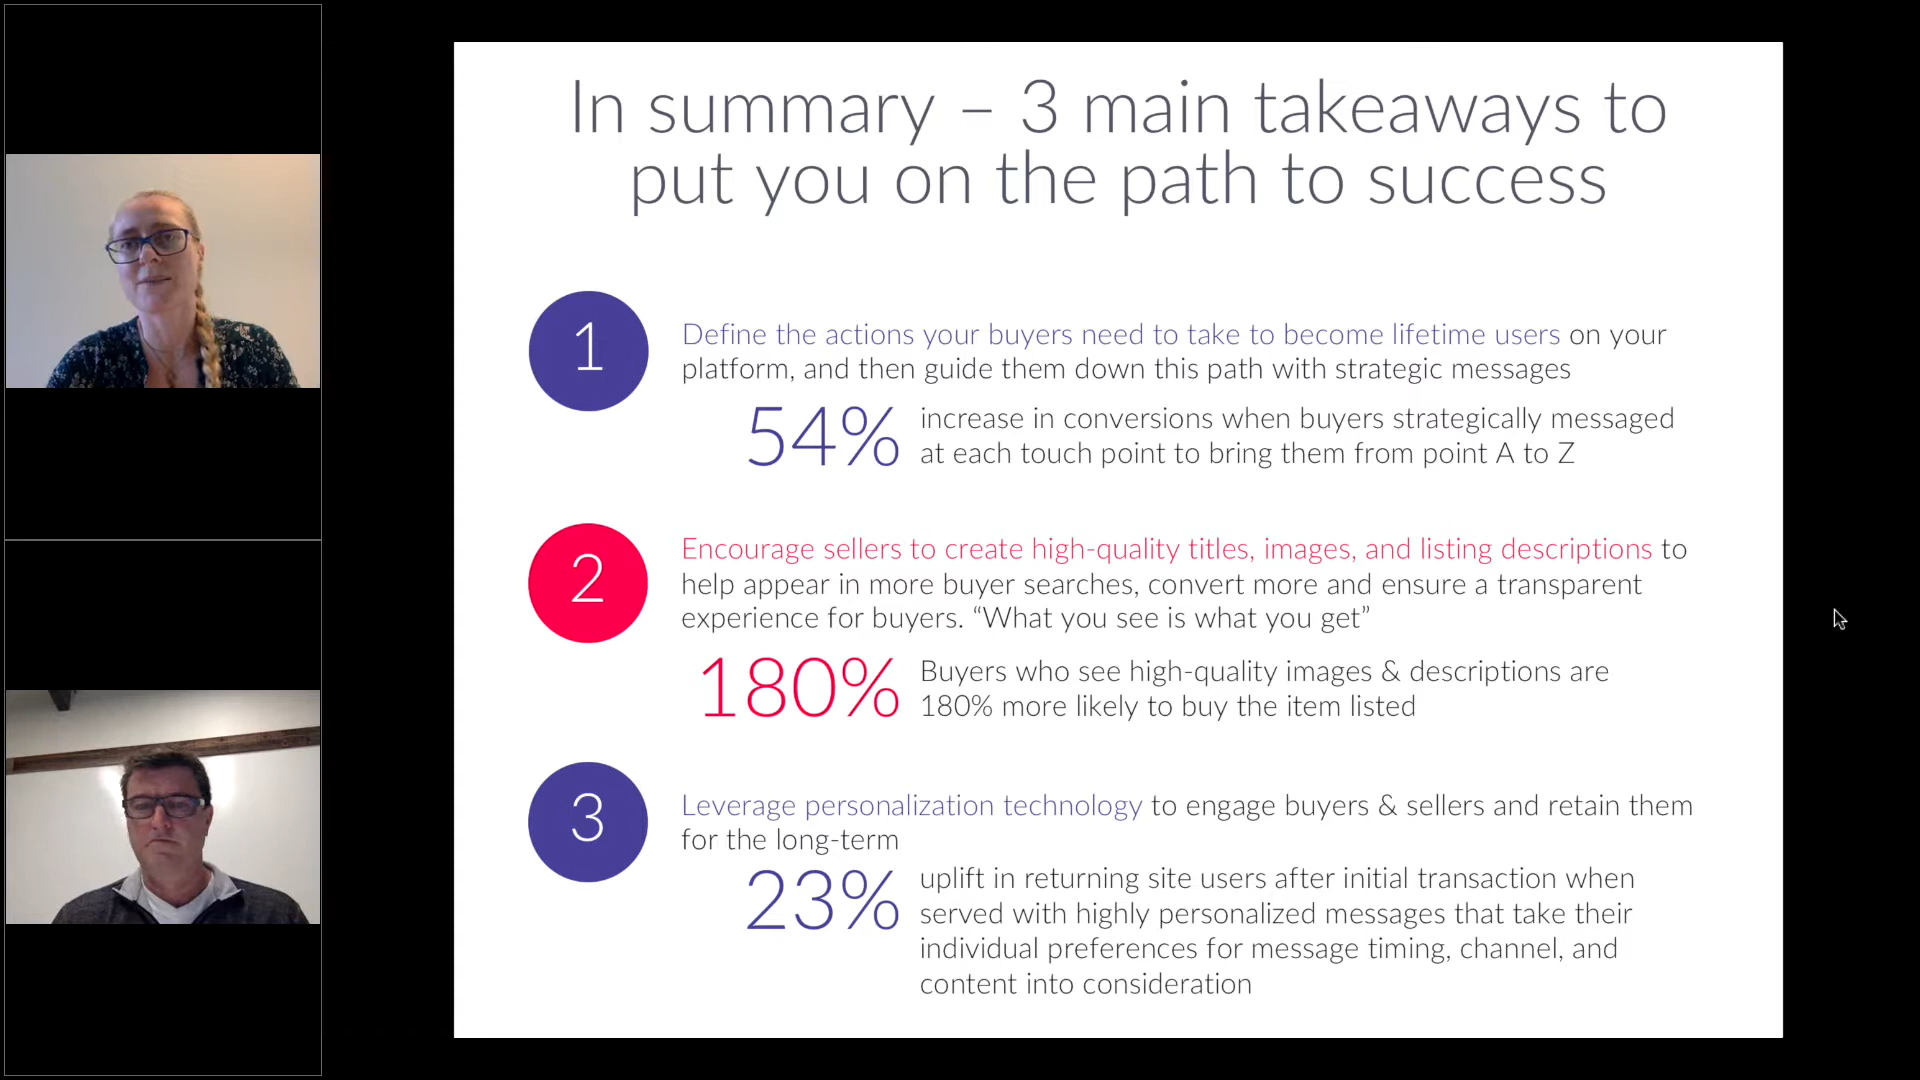 In summary – 3 main takeaways to
put you on the path to success
1
Define the actions your buyers need to take to become lifetime users on your
platform, and then guide them down this path with strategic messages
54%
increase in conversions when buyers strategically messaged
at each touch point to bring them from point A to Z
2
Encourage sellers to create high-quality titles, images, and listing descriptions to
help appear in more buyer searches, convert more and ensure a transparent
experience for buyers. “What you see is what you get”
180%
Buyers who see high-quality images & descriptions are
180% more likely to buy the item listed
3
Leverage personalization technology to engage buyers & sellers and retain them
for the long-term
23%
uplift in returning site users after initial transaction when
served with highly personalized messages that take their
individual preferences for message timing, channel, and
content into consideration